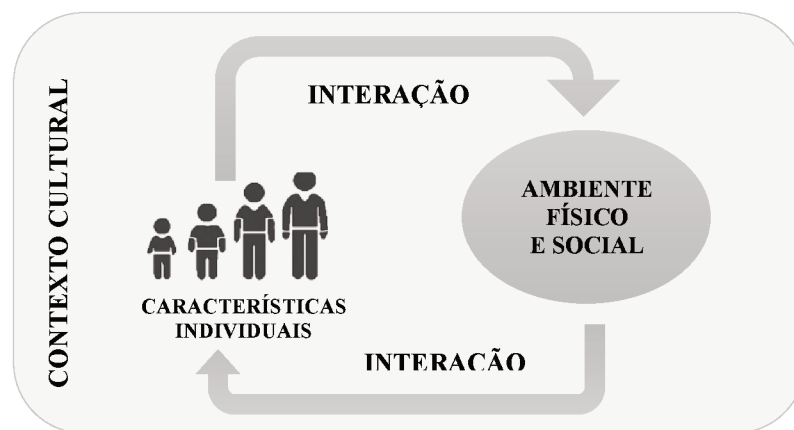 CONTEXTO CULTURAL
INTERAÇÃO
AMBIENTE
FÍSICO
E SOCIAL
CARACTERÍSTICAS
INDIVIDUAIS
INTERAÇÃO